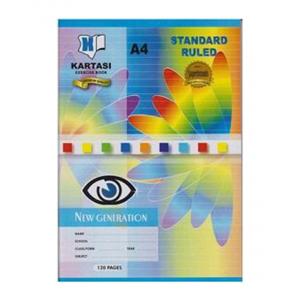 KARTASI
EXERCISE BOOK
A4
STANDARD
RULED
NEW GENERATION
NAME
SCHOOL
CLASS/FORM YEAR
SUBJECT
120 PAGES